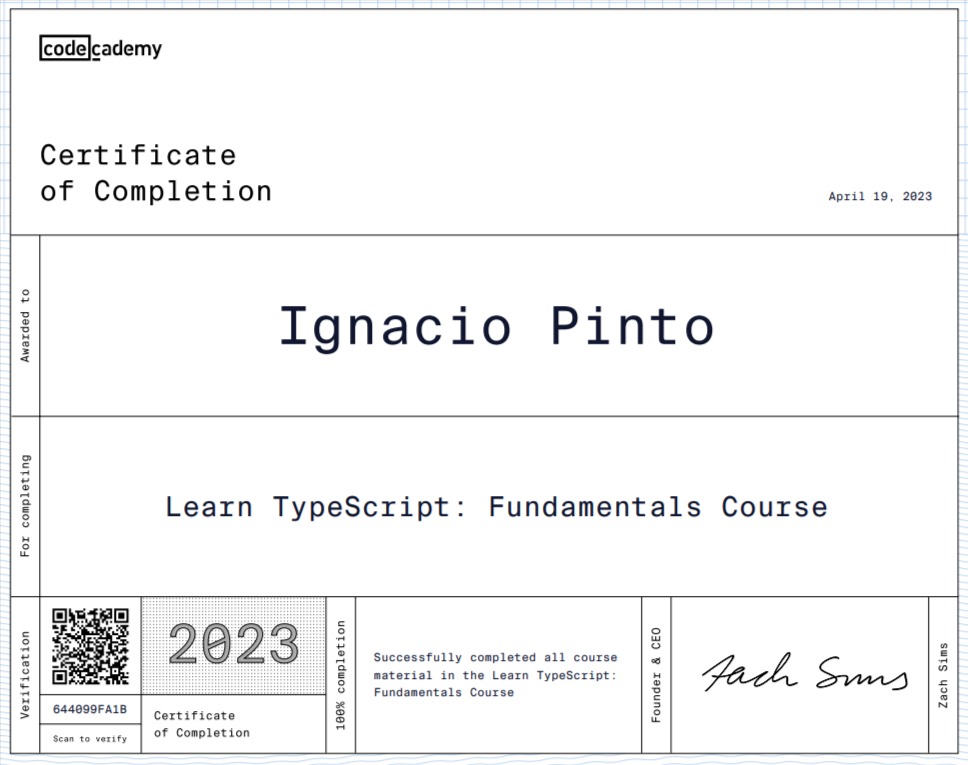 codecademy
Certificate
of Completion
April 19, 2023
Awarded to
Ignacio Pinto
For completing
Learn TypeScript: Fundamentals Course
Verification
644099FA1B
Scan to verify
2023
Certificate
of Completion
100% completion
Successfully completed all course
material in the Learn TypeScript:
Fundamentals Course
Founder & CEO
Zach Sims
Zach Sims